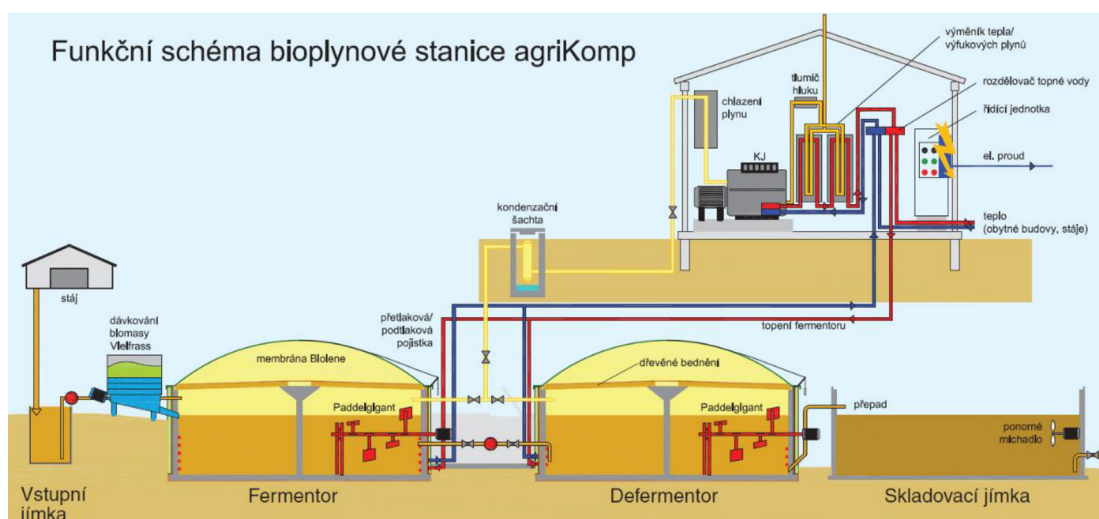 Funkční schéma bioplynové stanice agriKomp
výměník tepla/
výfukových plynů
tlumič
hluku
rozdělovač topné vody
řídící jednotka
chlazení
plynu
KJ
el. proud
kondenzační
šachta
teplo
(obytné budovy, stáje)
stáj
dávkování
biomasy
Vielfrass
přetlaková/
podtlaková
pojistka
topení fermentoru
membrána Biolene
dřevěné bednění
Paddelgigant
Paddelgigant
přepad
ponorné
míchadlo
Vstupní
jímka
Fermentor
Defermentor
Skladovací jímka